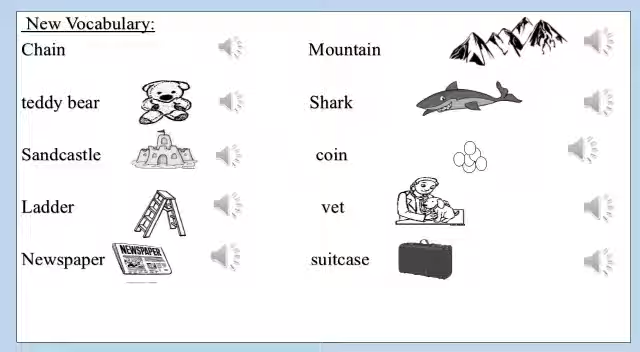 New Vocabulary:
Chain
Mountain
teddy bear
Shark
Sandcastle
coin
Ladder
vet
Newspaper
NEWSPAPER
suitcase